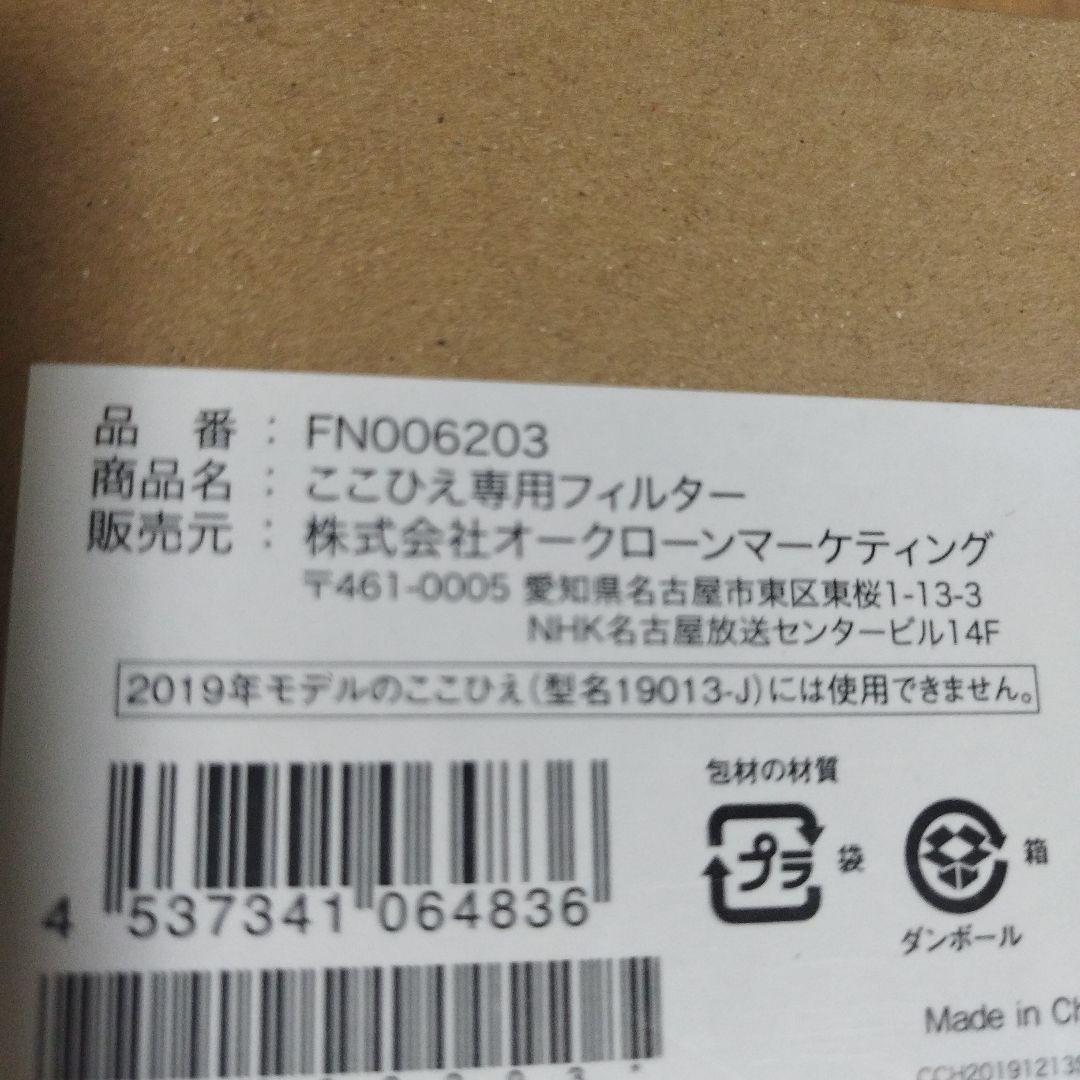 品 番 : FN006203
商品名 : ここひえ専用フィルター
販売元 : 株式会社オークローンマーケティング
〒461-0005 愛知県名古屋市東区東桜1-13-3
NHK名古屋放送センタービル14F
2019年モデルのここひえ(型名19013-J)には使用できません。
包材の材質
プラ 袋
箱
ダンボール
4 537341 064836
Made in Ch